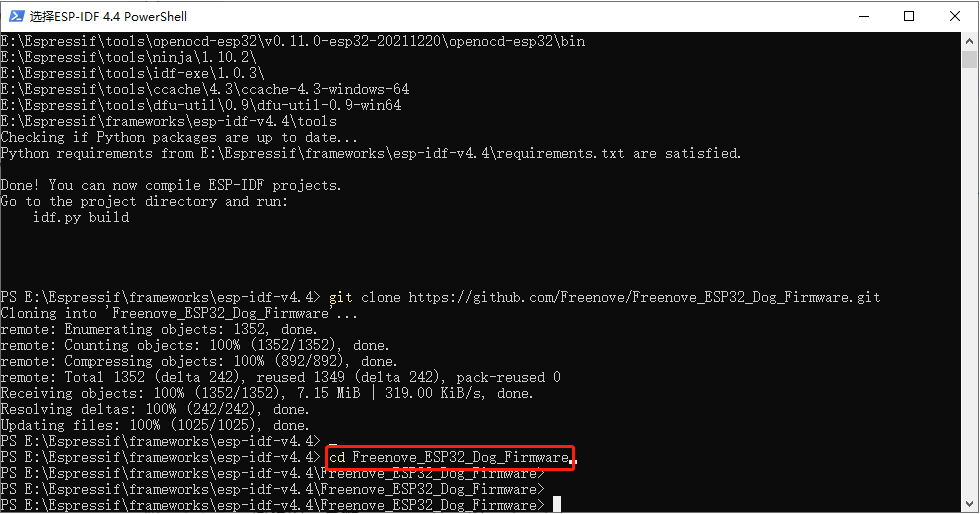 选择ESP-IDF 4.4 PowerShell
E:\Espressif\tools\openocd-esp32\v0.11.0-esp32-20211220\openocd-esp32\bin
E:\Espressif\tools\ninja\1.10.2\
E:\Espressif\tools\idf-exe\1.0.3\
E:\Espressif\tools\ccache\4.3\ccache-4.3-windows-64
E:\Espressif\tools\dfu-util\0.9\dfu-util-0.9-win64
E:\Espressif\frameworks\esp-idf-v4.4\tools
Checking if Python packages are up to date...
Python requirements from E:\Espressif\frameworks\esp-idf-v4.4\requirements.txt are satisfied.
Done! You can now compile ESP-IDF projects.
Go to the project directory and run:
    idf.py build
PS E:\Espressif\frameworks\esp-idf-v4.4> git clone https://github.com/Freenove/Freenove_ESP32_Dog_Firmware.git
Cloning into 'Freenove_ESP32_Dog_Firmware'...
remote: Enumerating objects: 1352, done.
remote: Counting objects: 100% (1352/1352), done.
remote: Compressing objects: 100% (892/892), done.
remote: Total 1352 (delta 242), reused 1349 (delta 242), pack-reused 0
Receiving objects: 100% (1352/1352), 7.15 MiB | 319.00 KiB/s, done.
Resolving deltas: 100% (242/242), done.
Updating files: 100% (1025/1025), done.
PS E:\Espressif\frameworks\esp-idf-v4.4> _
PS E:\Espressif\frameworks\esp-idf-v4.4> cd Freenove_ESP32_Dog_Firmware
PS E:\Espressif\frameworks\esp-idf-v4.4\Freenove_ESP32_Dog_Firmware>
PS E:\Espressif\frameworks\esp-idf-v4.4\Freenove_ESP32_Dog_Firmware>
PS E:\Espressif\frameworks\esp-idf-v4.4\Freenove_ESP32_Dog_Firmware>